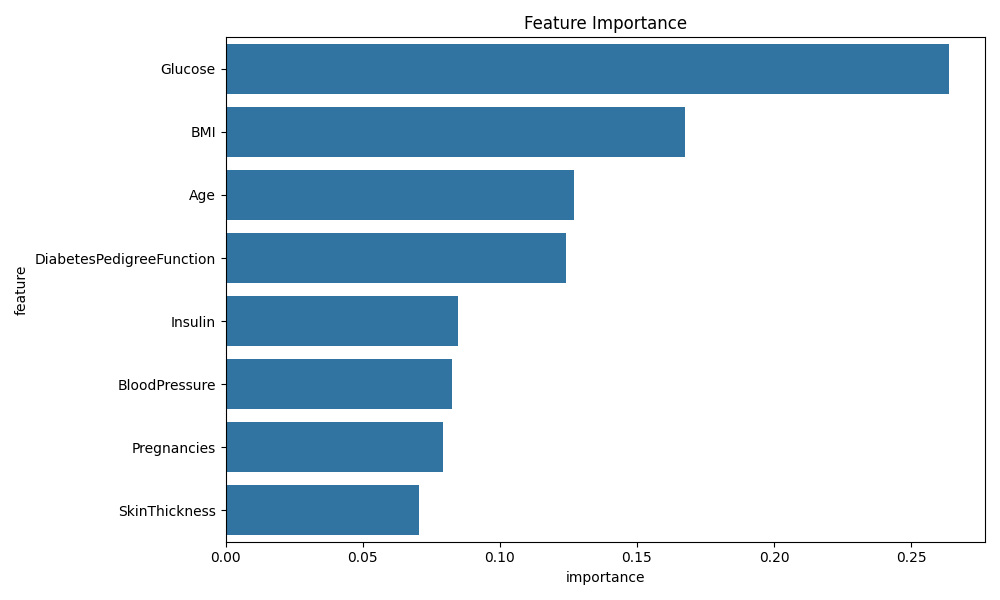 Feature Importance
Glucose
BMI
Age
DiabetesPedigreeFunction
Insulin
BloodPressure
Pregnancies
SkinThickness
feature
0.00 0.05 0.10 0.15 0.20 0.25
importance